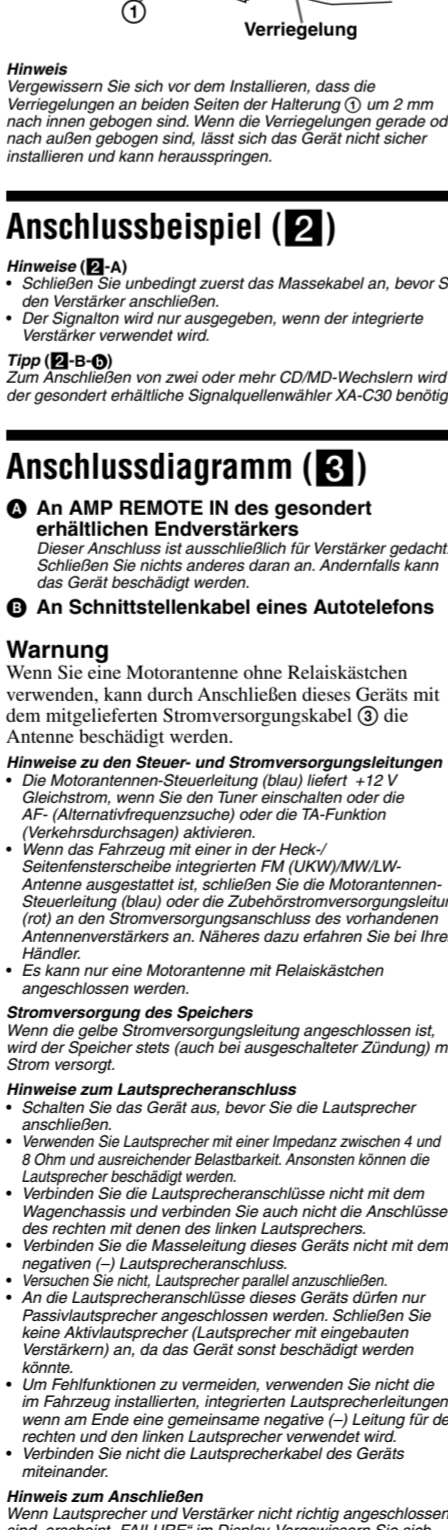 ①
Verriegelung
Hinweis
Vergewissern Sie sich vor dem Installieren, dass die
Verriegelungen an beiden Seiten der Halterung ① um 2 mm
nach innen gebogen sind. Wenn die Verriegelungen gerade od
nach außen gebogen sind, lässt sich das Gerät nicht sicher
installieren und kann herausspringen.
Anschlussbeispiel (2)
Hinweise (2-A)
• Schließen Sie unbedingt zuerst das Massekabel an, bevor S
den Verstärker anschließen.
• Der Signalton wird nur ausgegeben, wenn der integrierte
Verstärker verwendet wird.
Tipp (2-B-b)
Zum Anschließen von zwei oder mehr CD/MD-Wechslern wird
der gesondert erhältliche Signalquellenwähler XA-C30 benötig
Anschlussdiagramm (3)
A An AMP REMOTE IN des gesondert
erhältlichen Endverstärkers
Dieser Anschluss ist ausschließlich für Verstärker gedacht.
Schließen Sie nichts anderes daran an. Andernfalls kann
das Gerät beschädigt werden.
B An Schnittstellenkabel eines Autotelefons
Warnung
Wenn Sie eine Motorantenne ohne Relaiskästchen
verwenden, kann durch Anschließen dieses Geräts mit
dem mitgelieferten Stromversorgungskabel ③ die
Antenne beschädigt werden.
Hinweise zu den Steuer- und Stromversorgungsleitungen
• Die Motorantennen-Steuerleitung (blau) liefert +12 V
Gleichstrom, wenn Sie den Tuner einschalten oder die
AF- (Alternativfrequenzsuche) oder die TA-Funktion
(Verkehrsdurchsagen) aktivieren.
• Wenn das Fahrzeug mit einer in der Heck-/
Seitenfensterscheibe integrierten FM (UKW)/MW/LW-
Antenne ausgestattet ist, schließen Sie die Motorantennen-
Steuerleitung (blau) oder die Zubehörstromversorgungsleitun
(rot) an den Stromversorgungsanschluss des vorhandenen
Antennenverstärkers an. Näheres dazu erfahren Sie bei Ihre
Händler.
• Es kann nur eine Motorantenne mit Relaiskästchen
angeschlossen werden.
Stromversorgung des Speichers
Wenn die gelbe Stromversorgungsleitung angeschlossen ist,
wird der Speicher stets (auch bei ausgeschalteter Zündung) m
Strom versorgt.
Hinweise zum Lautsprecheranschluss
• Schalten Sie das Gerät aus, bevor Sie die Lautsprecher
anschließen.
• Verwenden Sie Lautsprecher mit einer Impedanz zwischen 4 und
8 Ohm und ausreichender Belastbarkeit. Ansonsten können die
Lautsprecher beschädigt werden.
• Verbinden Sie die Lautsprecheranschlüsse nicht mit dem
Wagenchassis und verbinden Sie auch nicht die Anschlüsse
des rechten mit denen des linken Lautsprechers.
• Verbinden Sie die Masseleitung dieses Geräts nicht mit dem
negativen (–) Lautsprecheranschluss.
• Versuchen Sie nicht, Lautsprecher parallel anzuschließen.
• An die Lautsprecheranschlüsse dieses Geräts dürfen nur
Passivlautsprecher angeschlossen werden. Schließen Sie
keine Aktivlautsprecher (Lautsprecher mit eingebauten
Verstärkern) an, da das Gerät sonst beschädigt werden
könnte.
• Um Fehlfunktionen zu vermeiden, verwenden Sie nicht die
im Fahrzeug installierten, integrierten Lautsprecherleitungen,
wenn am Ende eine gemeinsame negative (–) Leitung für de
rechten und den linken Lautsprecher verwendet wird.
• Verbinden Sie nicht die Lautsprecherkabel des Geräts
miteinander.
Hinweis zum Anschließen
Wenn Lautsprecher und Verstärker nicht richtig angeschlossen
sind, erscheint „FAILURE“ im Display. Vergewissern Sie sich